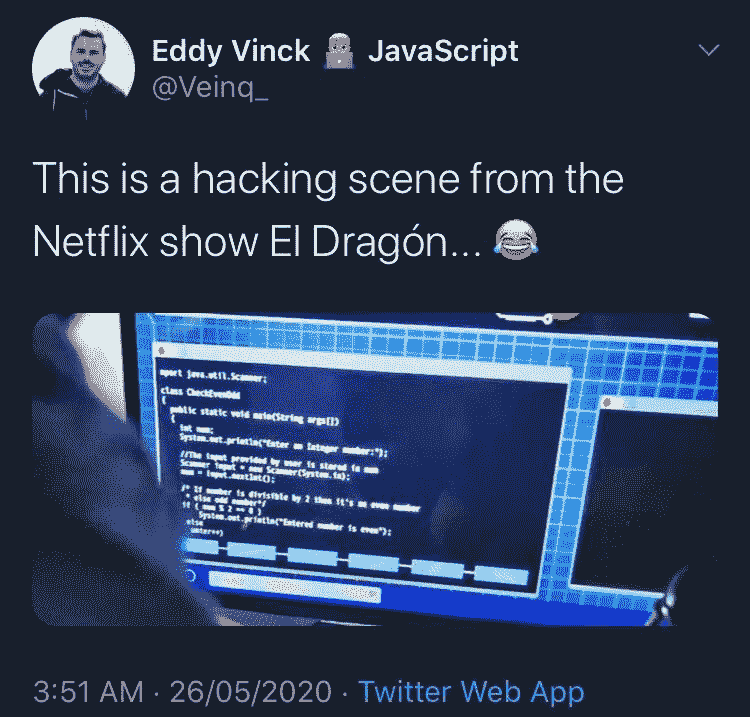 Eddy Vinck 👨🏻‍💻 JavaScript
@Veinq_
This is a hacking scene from the
Netflix show El Dragón... 😂
mport java.util.Scanner;
class CheckEvenOdd
{
public static void main(String args[])
{
int num;
System.out.println("Enter an Integer number:");
//The input provided by user is stored in num
Scanner input = new Scanner(System.in);
num = input.nextInt();
/* If number is divisible by 2 then it's an even number
* else odd number*/
if ( num % 2 == 0 )
System.out.println("Entered number is even");
else
unter++)
3:51 AM · 26/05/2020 · Twitter Web App